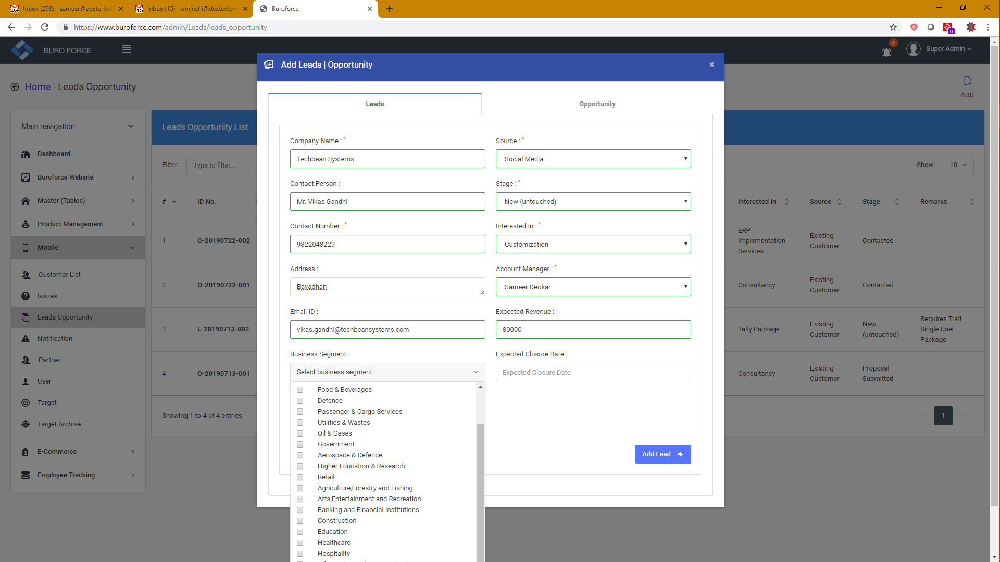 Inbox (298) - sameer@dexterityin
Inbox (15) - dmjoshi@dexterityin
Buroforce
https://www.buroforce.com/admin/Leads/leads_opportunity
0
BURO FORCE
0
Super Admin
Add Leads | Opportunity
Home - Leads Opportunity
ADD
Main navigation
Dashboard
Buroforce Website
Master (Tables)
Product Management
Mobile
Customer List
Issues
Leads Opportunity
Notification
Partner
User
Target
Target Archive
E-Commerce
Employee Tracking
Leads Opportunity List
Filter:
Type to filter...
Show:
10
#
ID No.
Interested In
Source
Stage
Remarks
1
O-20190722-002
ERP
Implementation
Services
Existing
Customer
Contacted
2
O-20190722-001
Consultancy
Existing
Customer
Contacted
3
L-20190713-002
Tally Package
Existing
Customer
New
(untouched)
Requires Trait
Single User
Package
4
O-20190713-001
Consultancy
Existing
Customer
Proposal
Submitted
Showing 1 to 4 of 4 entries
1
Leads
Opportunity
Company Name : *
Techbean Systems
Source : *
Social Media
Contact Person :
Mr. Vikas Gandhi
Stage : *
New (untouched)
Contact Number : *
9822048229
Interested In : *
Customization
Address :
Bavadhan
Account Manager : *
Sameer Deokar
Email ID :
vikas.gandhi@techbeansystems.com
Expected Revenue :
80000
Business Segment :
Select business segment
Expected Closure Date :
Expected Closure Date
Food & Beverages
Defence
Passenger & Cargo Services
Utilities & Wastes
Oil & Gases
Government
Aerospace & Defence
Higher Education & Research
Retail
Agriculture,Forestry and Fishing
Arts,Entertainment and Recreation
Banking and Financial Institutions
Construction
Education
Healthcare
Hospitality
Add Lead